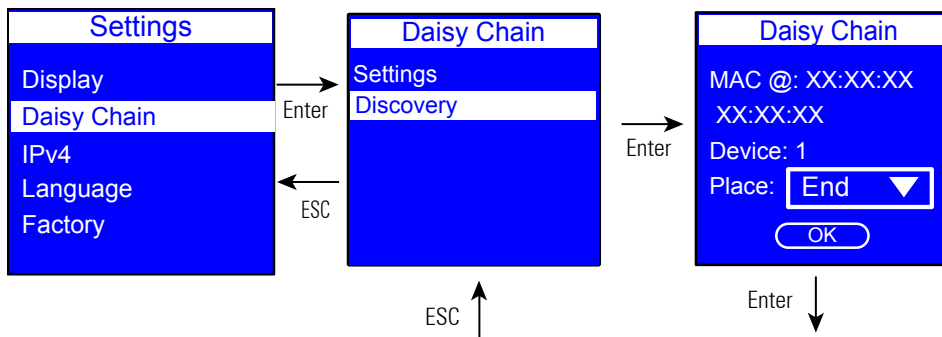 Settings
Display
Daisy Chain
IPv4
Language
Factory
Enter
ESC
Daisy Chain
Settings
Discovery
Enter
ESC
Daisy Chain
MAC @: XX:XX:XX
XX:XX:XX
Device: 1
Place: End
OK
Enter